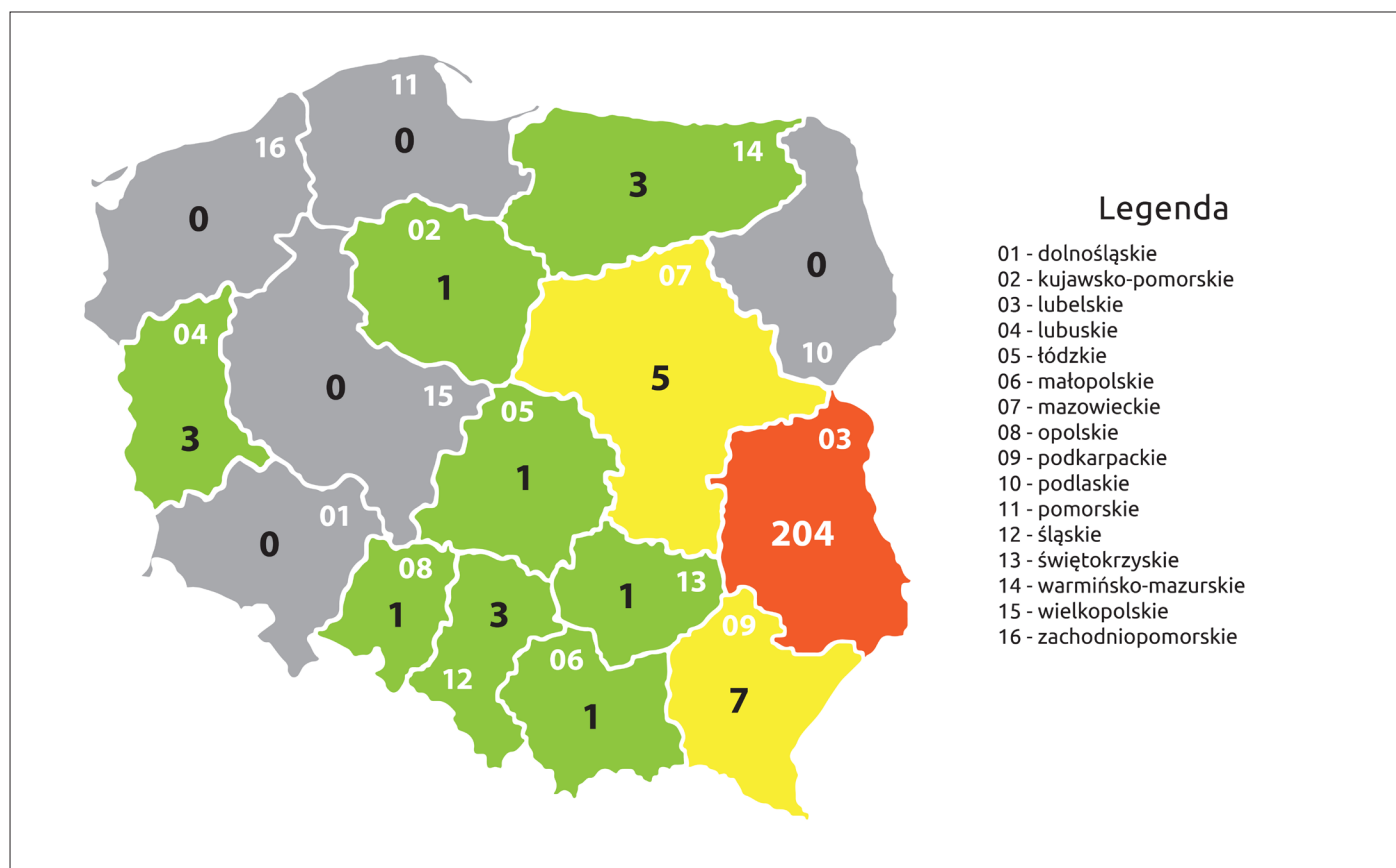 11
0
16
14
3
0
02
1
07
0
04
10
5
0
15
05
3
03
1
01
204
0
08
13
1
3
1
09
06
12
7
1
Legenda
01 - dolnośląskie
02 - kujawsko-pomorskie
03 - lubelskie
04 - lubuskie
05 - łódzkie
06 - małopolskie
07 - mazowieckie
08 - opolskie
09 - podkarpackie
10 - podlaskie
11 - pomorskie
12 - śląskie
13 - świętokrzyskie
14 - warmińsko-mazurskie
15 - wielkopolskie
16 - zachodniopomorskie